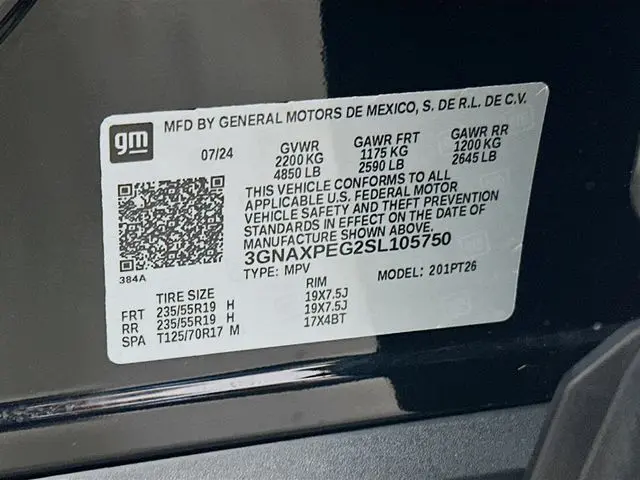 gm
MFD BY GENERAL MOTORS DE MEXICO, S. DE R.L. DE C.V.
07/24 GVWR GAWR FRT GAWR RR
2200 KG 1175 KG 1200 KG
4850 LB 2590 LB 2645 LB
THIS VEHICLE CONFORMS TO ALL
APPLICABLE U.S. FEDERAL MOTOR
VEHICLE SAFETY AND THEFT PREVENTION
STANDARDS IN EFFECT ON THE DATE OF
MANUFACTURE SHOWN ABOVE.
3GNAXPEG2SL105750
384A
TYPE: MPV MODEL: 201PT26
TIRE SIZE RIM
FRT 235/55R19 H 19X7.5J
RR 235/55R19 H 19X7.5J
SPA T125/70R17 M 17X4BT